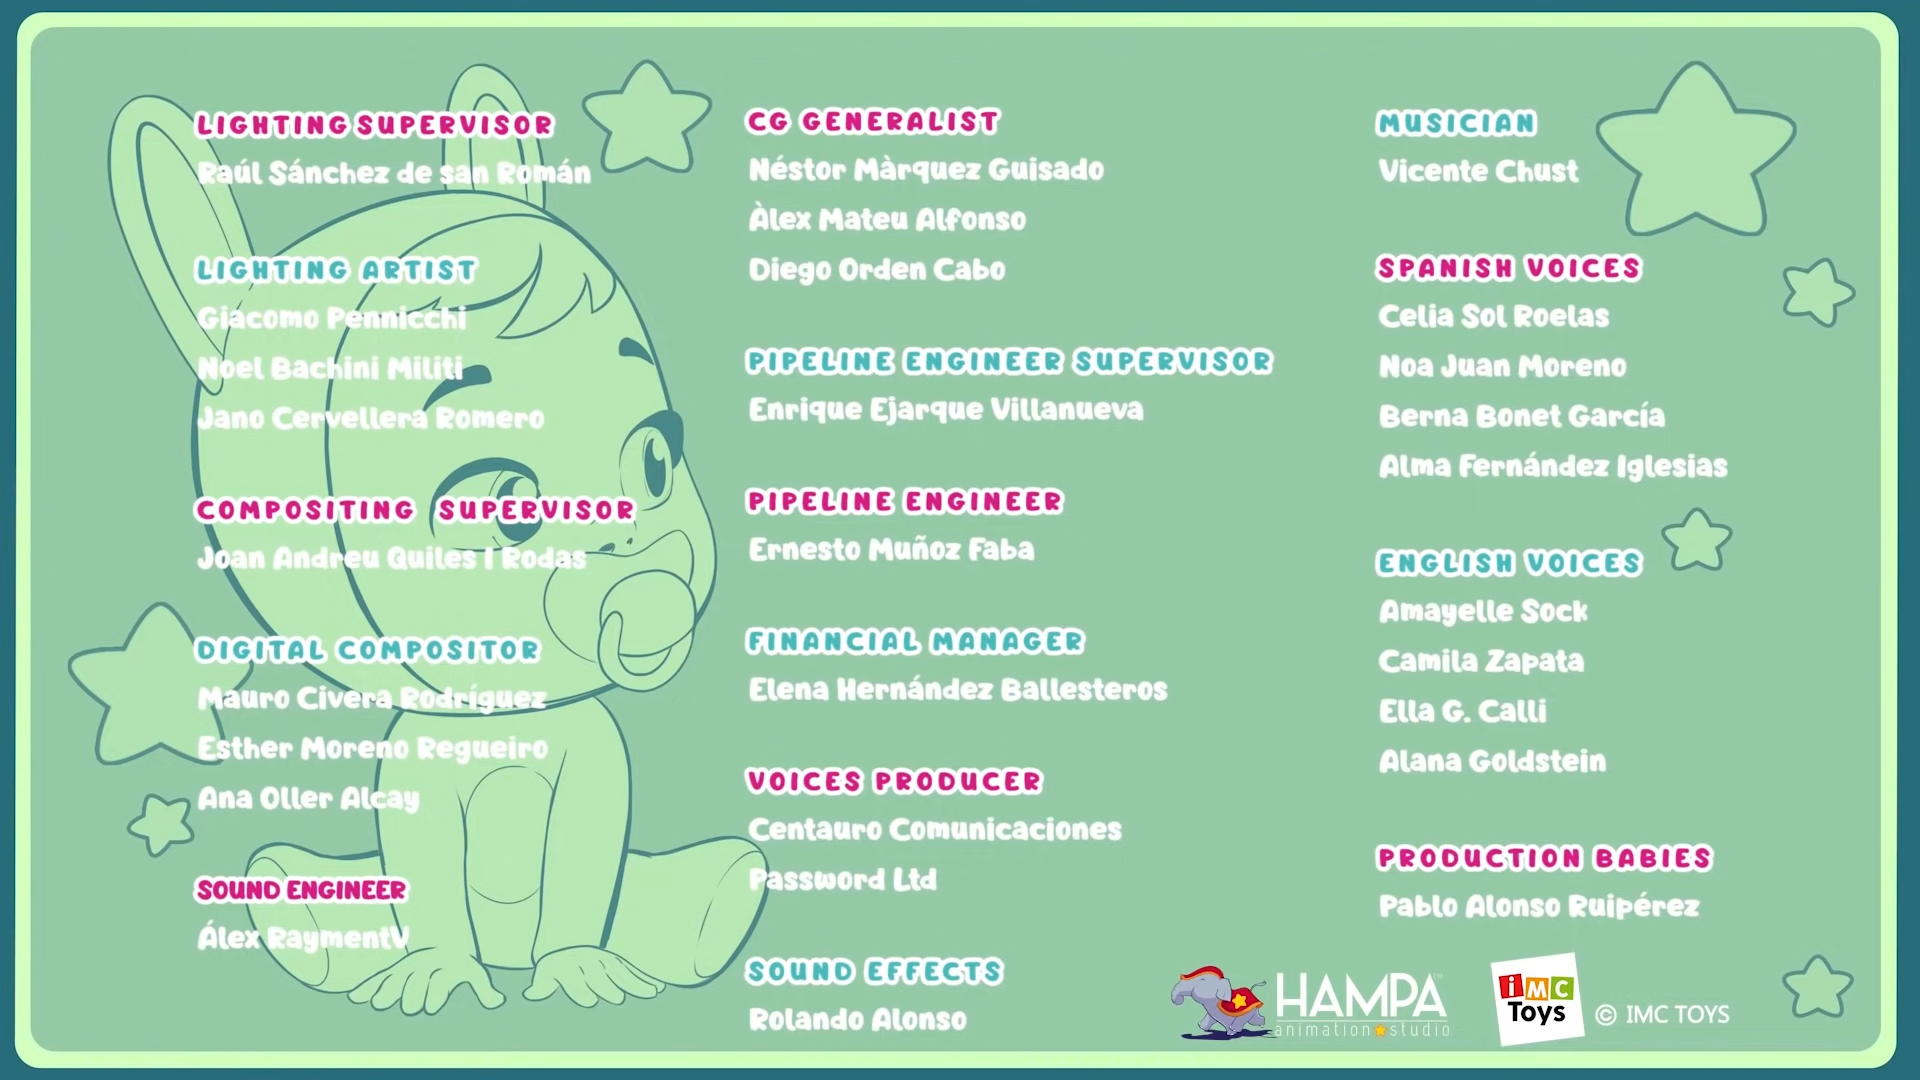 LIGHTING SUPERVISOR
Raúl Sánchez de san Román
LIGHTING ARTIST
Giacomo Pennicchi
Noel Bachini Militi
Jano Cervellera Romero
COMPOSITING SUPERVISOR
Joan Andreu Quiles I Rodas
DIGITAL COMPOSITOR
Mauro Civera Rodríguez
Esther Moreno Regueiro
Ana Oller Alcay
SOUND ENGINEER
Álex RaymentV
CG GENERALIST
Néstor Màrquez Guisado
Àlex Mateu Alfonso
Diego Orden Cabo
PIPELINE ENGINEER SUPERVISOR
Enrique Ejarque Villanueva
PIPELINE ENGINEER
Ernesto Muñoz Faba
FINANCIAL MANAGER
Elena Hernández Ballesteros
VOICES PRODUCER
Centauro Comunicaciones
Password Ltd
SOUND EFFECTS
Rolando Alonso
MUSICIAN
Vicente Chust
SPANISH VOICES
Celia Sol Roelas
Noa Juan Moreno
Berna Bonet García
Alma Fernández Iglesias
ENGLISH VOICES
Amayelle Sock
Camila Zapata
Ella G. Calli
Alana Goldstein
PRODUCTION BABIES
Pablo Alonso Ruipérez
HAMPA™
animation studio
iMC
Toys
© IMC TOYS